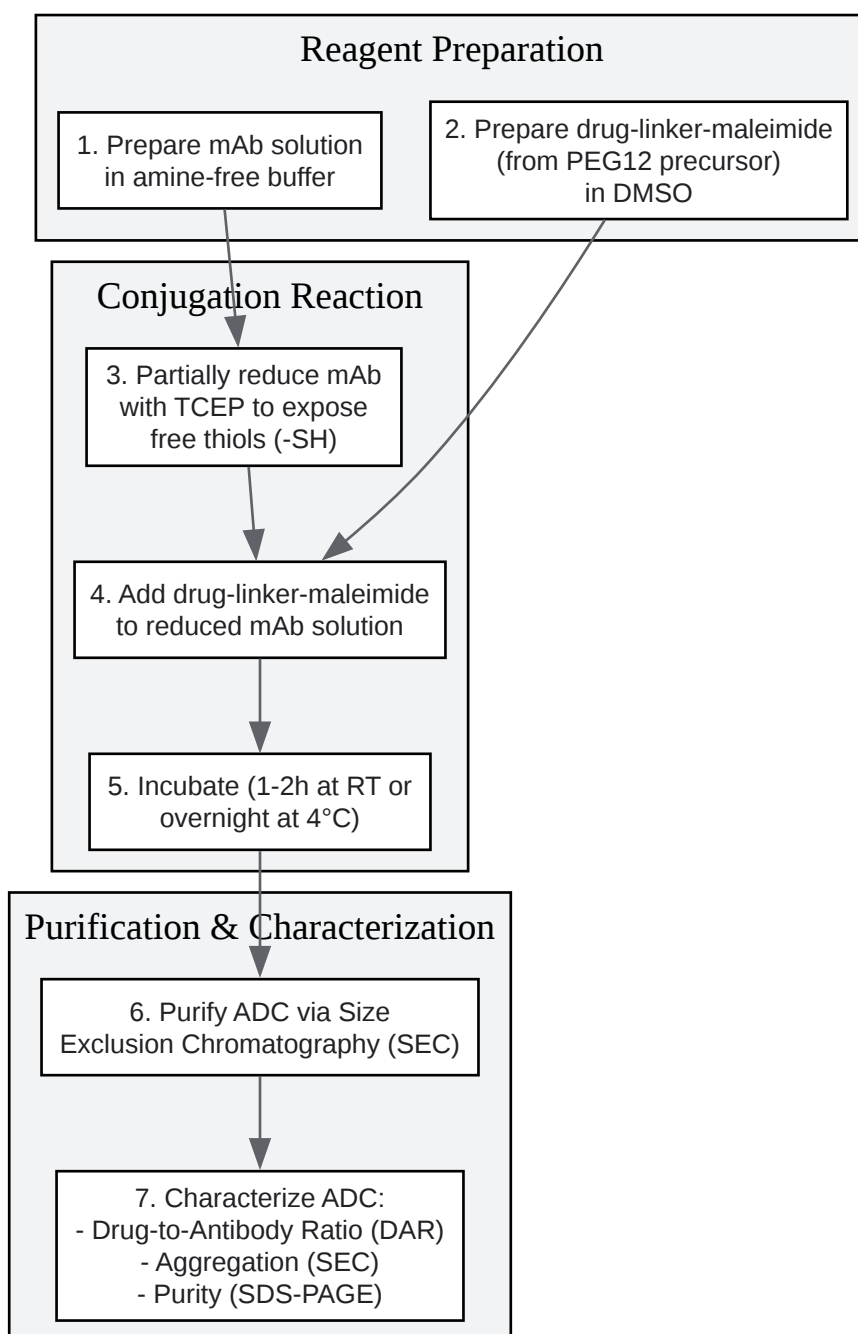 Reagent Preparation
1. Prepare mAb solution
in amine-free buffer
2. Prepare drug-linker-maleimide
(from PEG12 precursor)
in DMSO
Conjugation Reaction
3. Partially reduce mAb
with TCEP to expose
free thiols (-SH)
4. Add drug-linker-maleimide
to reduced mAb solution
5. Incubate (1-2h at RT or
overnight at 4°C)
Purification & Characterization
6. Purify ADC via Size
Exclusion Chromatography (SEC)
7. Characterize ADC:
- Drug-to-Antibody Ratio (DAR)
- Aggregation (SEC)
- Purity (SDS-PAGE)